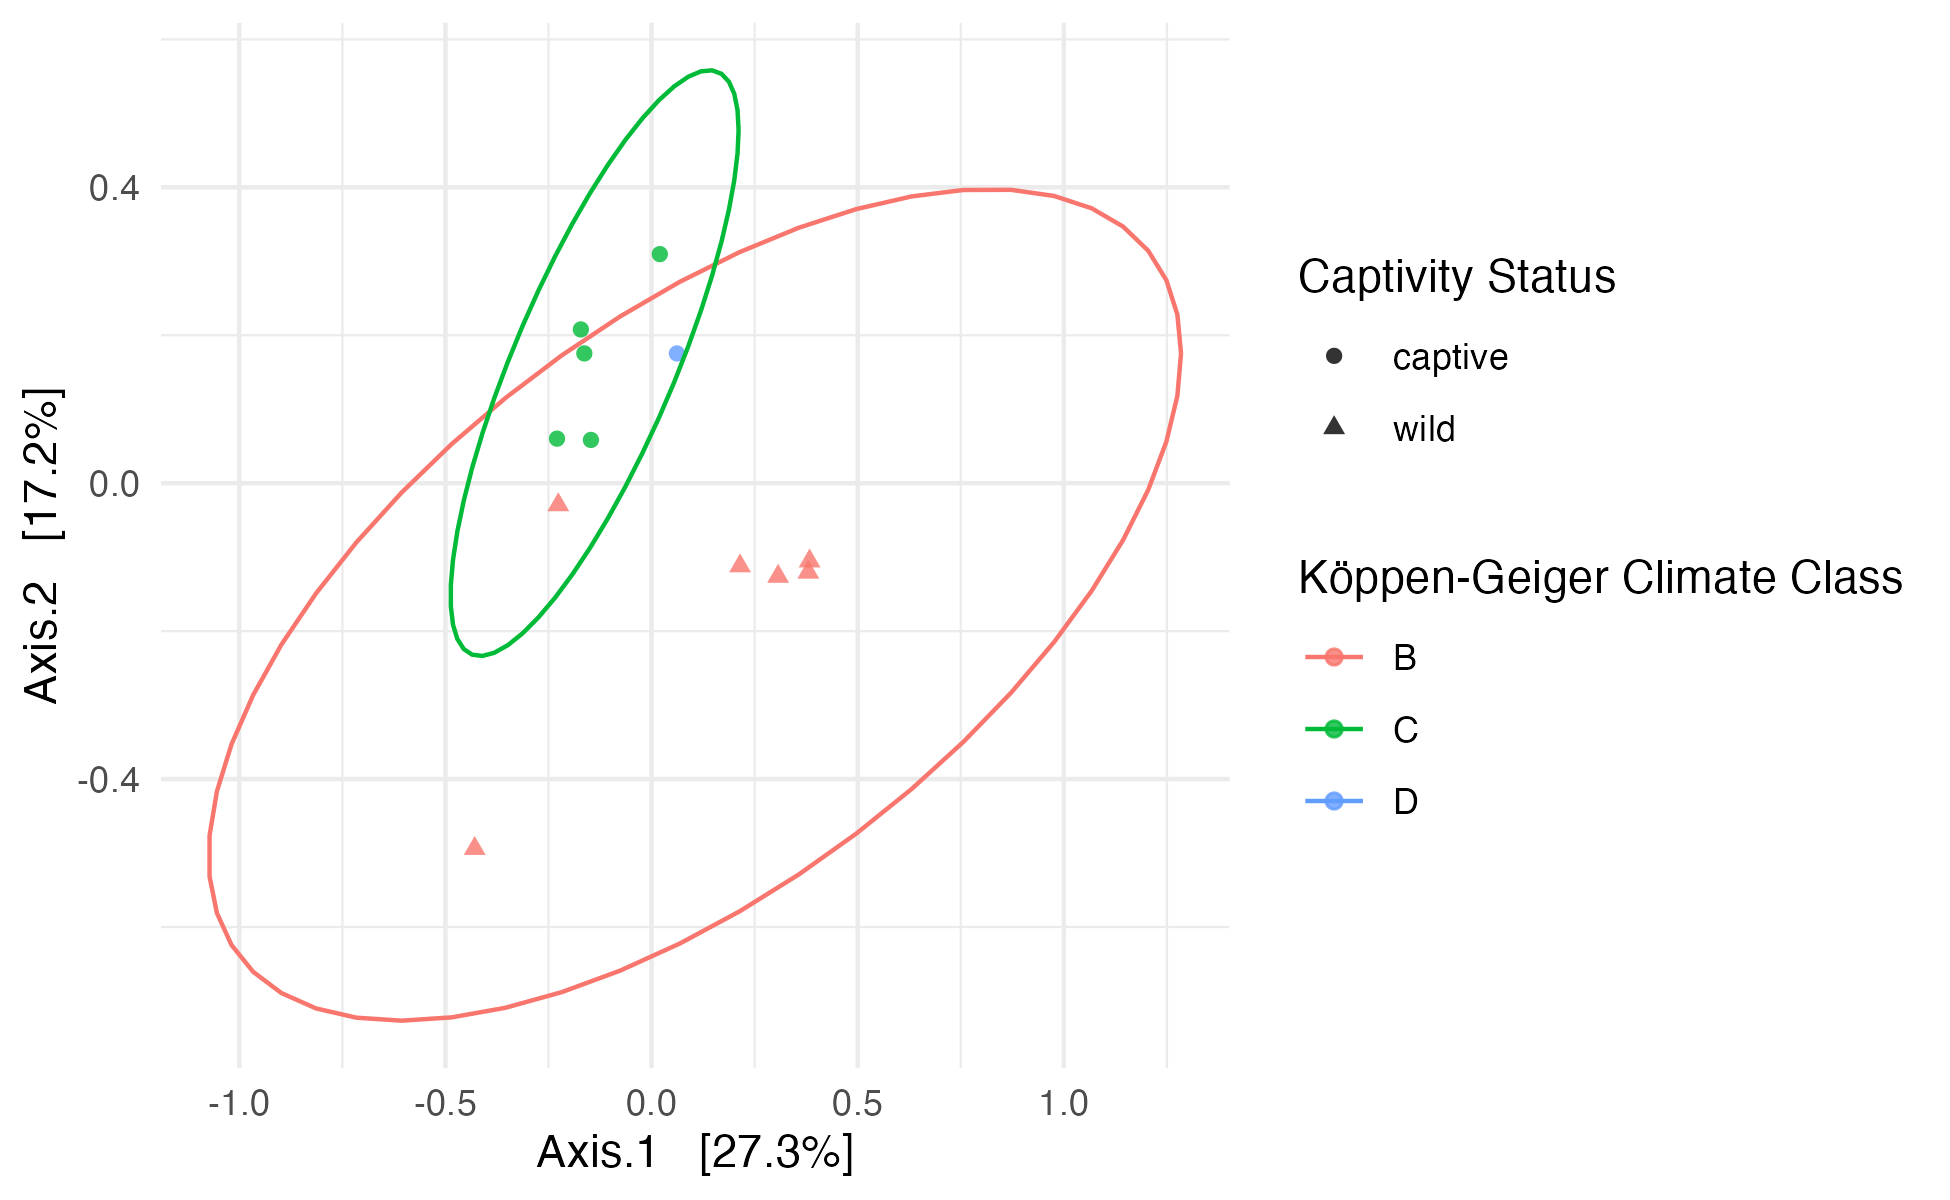 0.4
0.0
-0.4
Axis.2 [17.2%]
-1.0 -0.5 0.0 0.5 1.0
Axis.1 [27.3%]
Captivity Status
captive
wild
Köppen-Geiger Climate Class
B
C
D